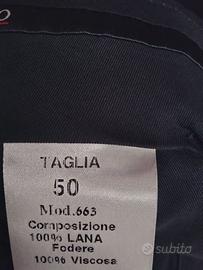 TAGLIA
50
Mod.663
Composizione
100% LANA
Fodere
100% Viscosa
subito